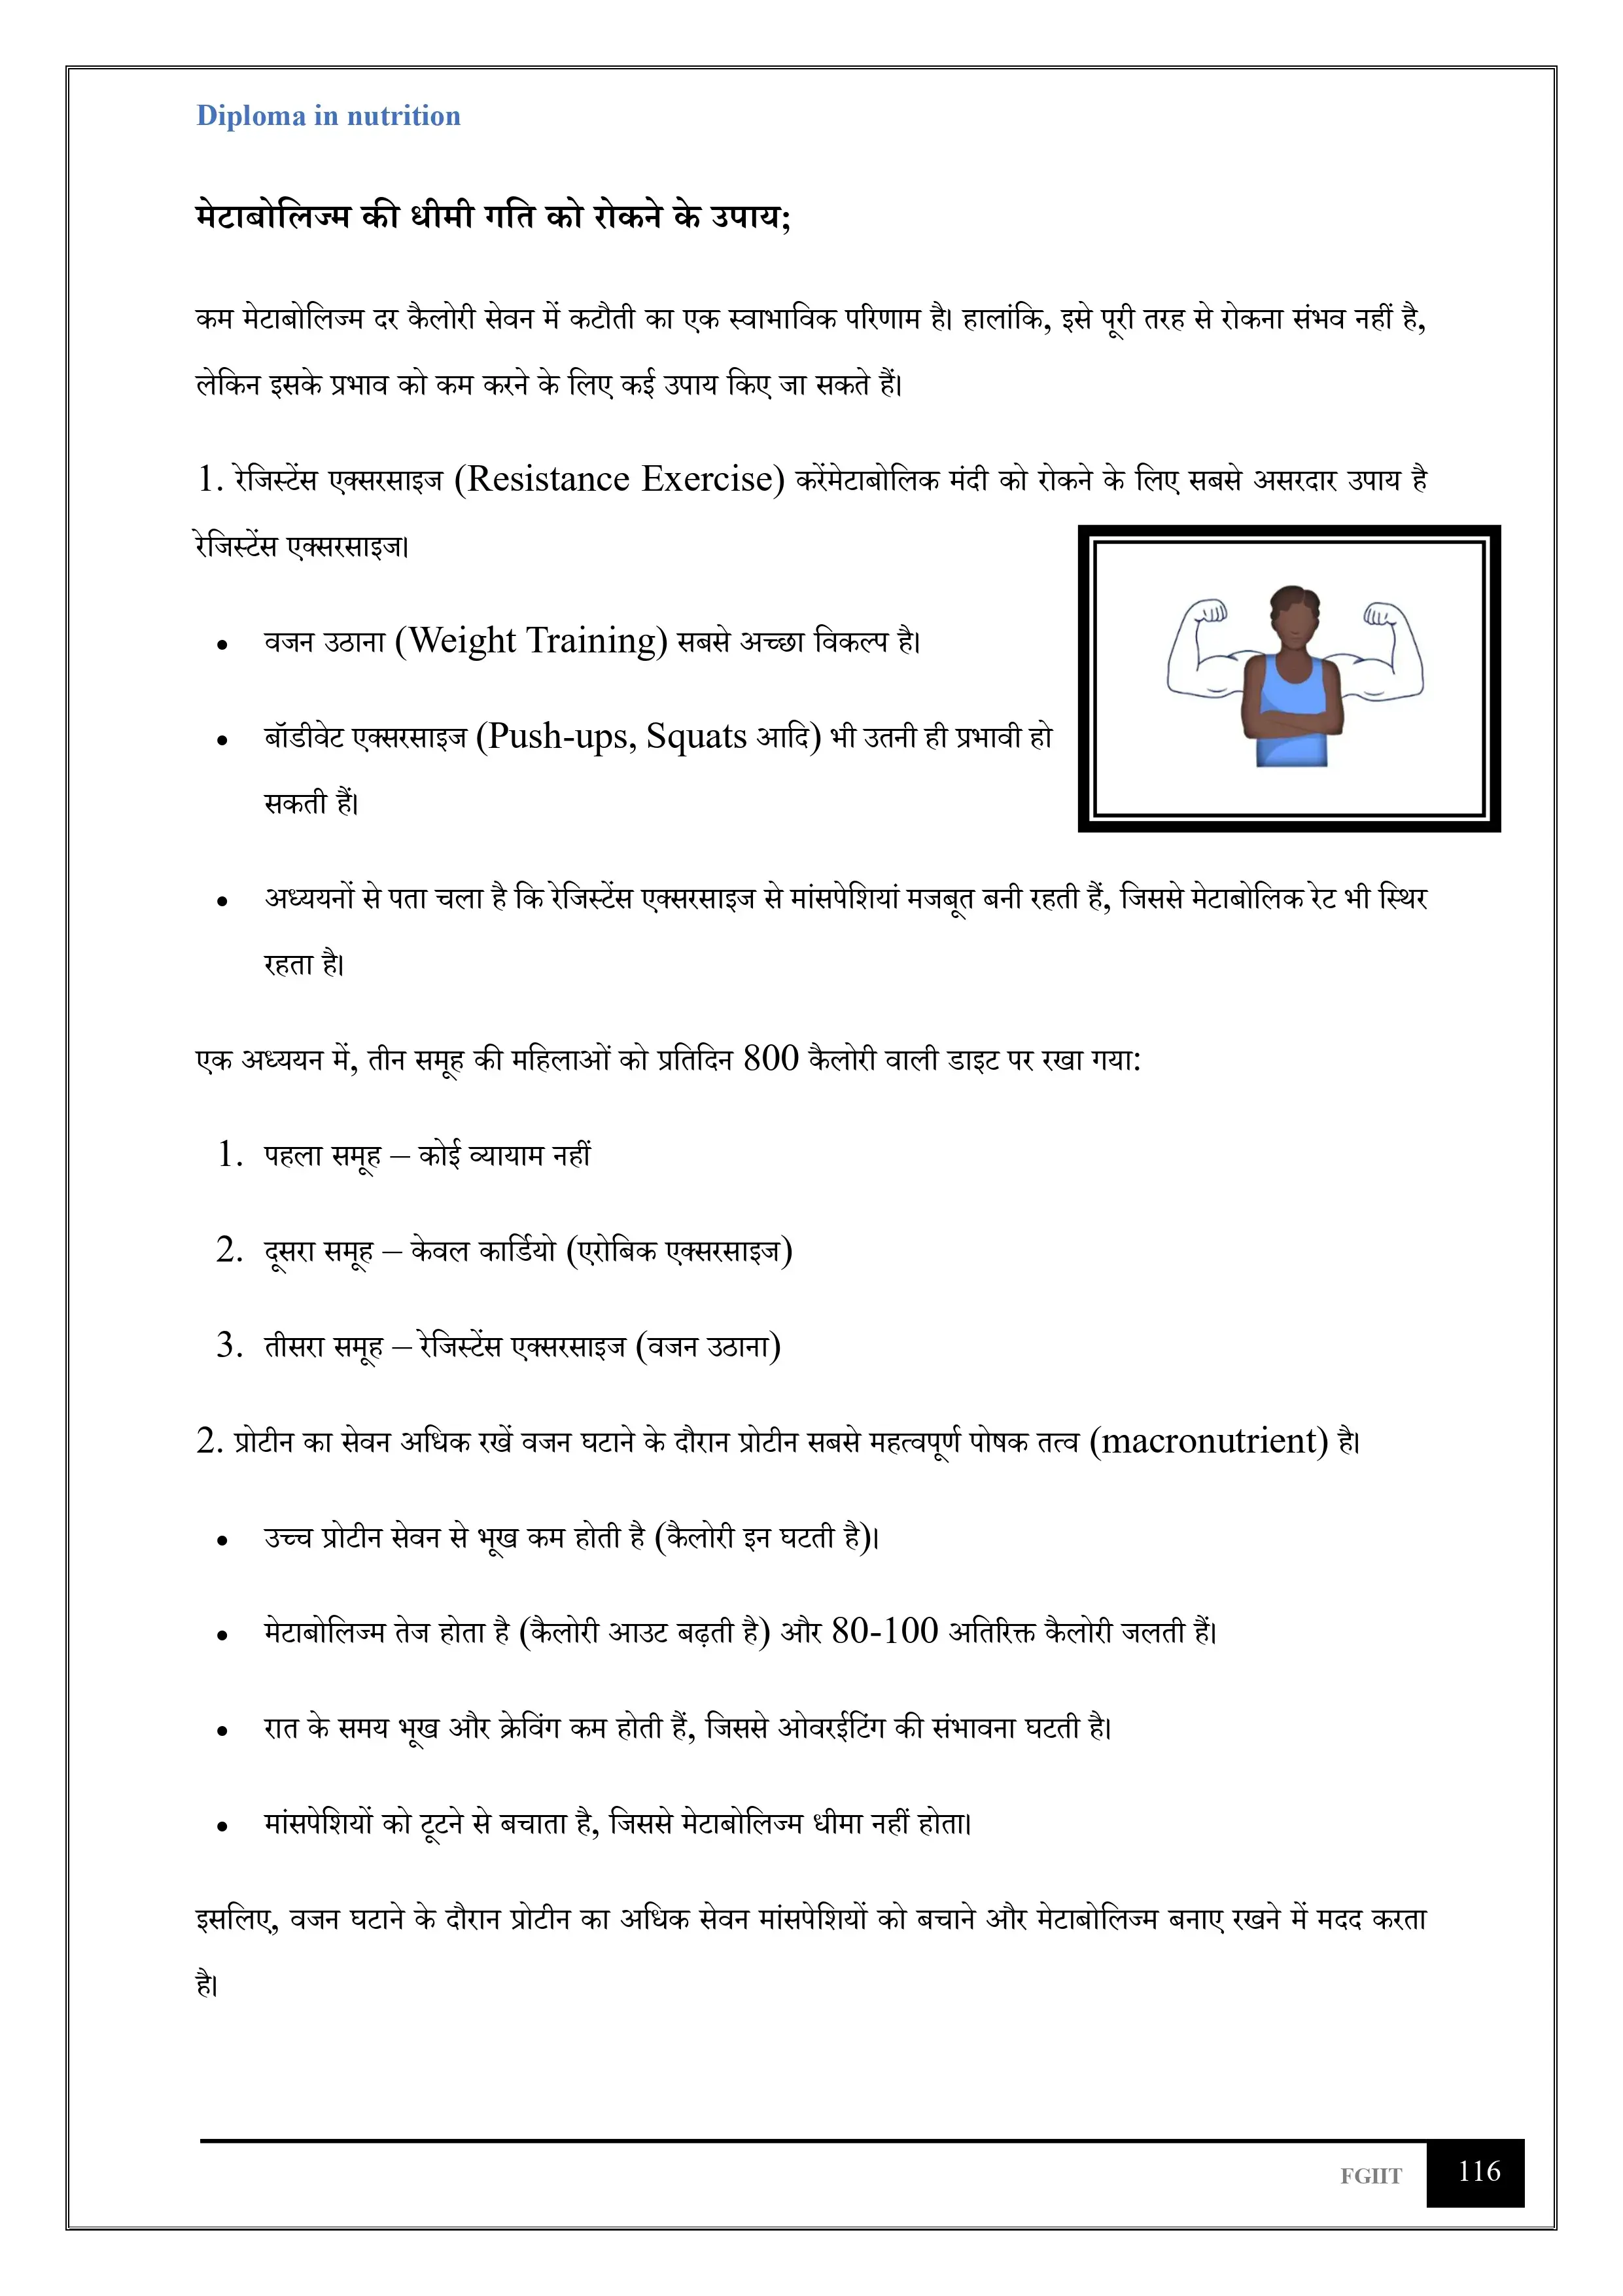 Diploma in nutrition
मेटाबोलिज्म की धीमी गति को रोकने के उपाय;
कम मेटाबोलिज्म दर कैलोरी सेवन में कटौती का एक स्वाभाविक परिणाम है। हालांकि, इसे पूरी तरह से रोकना संभव नहीं है,
लेकिन इसके प्रभाव को कम करने के लिए कई उपाय किए जा सकते हैं।
1. रेजिस्टेंस एक्सरसाइज (Resistance Exercise) करेंमेटाबोलिक मंदी को रोकने के लिए सबसे असरदार उपाय है
रेजिस्टेंस एक्सरसाइज।
• वजन उठाना (Weight Training) सबसे अच्छा विकल्प है।
• बॉडीवेट एक्सरसाइज (Push-ups, Squats आदि) भी उतनी ही प्रभावी हो
सकती हैं।
• अध्ययनों से पता चला है कि रेजिस्टेंस एक्सरसाइज से मांसपेशियां मजबूत बनी रहती हैं, जिससे मेटाबोलिक रेट भी स्थिर
रहता है।
एक अध्ययन में, तीन समूह की महिलाओं को प्रतिदिन 800 कैलोरी वाली डाइट पर रखा गया:
1. पहला समूह – कोई व्यायाम नहीं
2. दूसरा समूह – केवल कार्डियो (एरोबिक एक्सरसाइज)
3. तीसरा समूह – रेजिस्टेंस एक्सरसाइज (वजन उठाना)
2. प्रोटीन का सेवन अधिक रखें वजन घटाने के दौरान प्रोटीन सबसे महत्वपूर्ण पोषक तत्व (macronutrient) है।
• उच्च प्रोटीन सेवन से भूख कम होती है (कैलोरी इन घटती है)।
• मेटाबोलिज्म तेज होता है (कैलोरी आउट बढ़ती है) और 80-100 अतिरिक्त कैलोरी जलती हैं।
• रात के समय भूख और क्रेविंग कम होती हैं, जिससे ओवरईटिंग की संभावना घटती है।
• मांसपेशियों को टूटने से बचाता है, जिससे मेटाबोलिज्म धीमा नहीं होता।
इसलिए, वजन घटाने के दौरान प्रोटीन का अधिक सेवन मांसपेशियों को बचाने और मेटाबोलिज्म बनाए रखने में मदद करता
है।
FGIIT 116